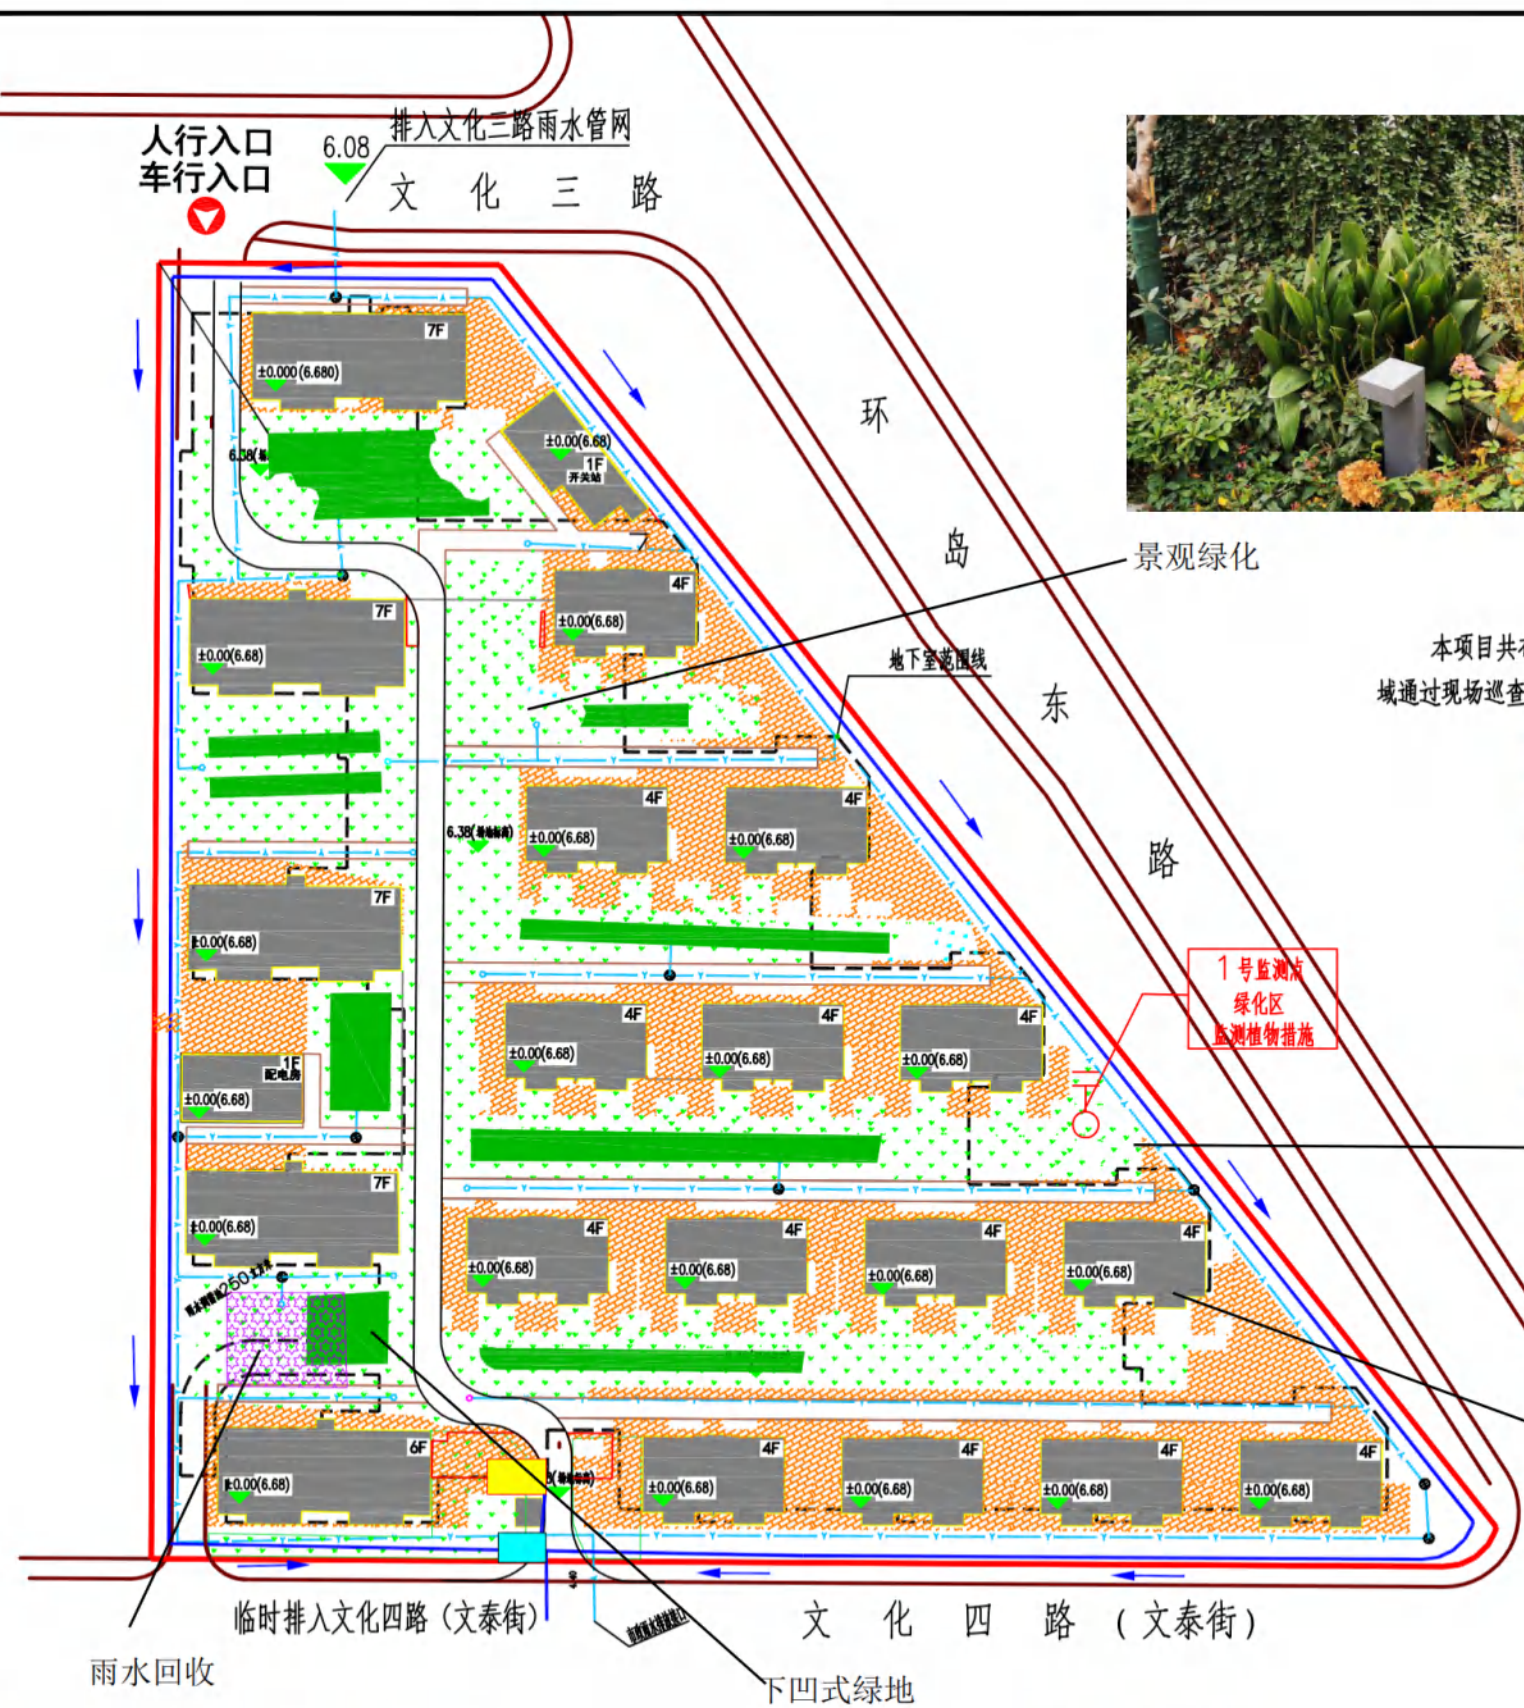 排入文化三路雨水管网
人行入口
车行入口
6.08
文 化 三 路
7F
±0.000(6.680)
环
±0.00(6.68)
1F
开关站
岛
景观绿化
4F
±0.00(6.68)
7F
±0.00(6.68)
本项目共
地下室范围线
域通过现场巡查
东
4F
4F
6.38(场地标高)
±0.00(6.68)
±0.00(6.68)
路
7F
±0.00(6.68)
1号监测点
绿化区
监测植物措施
4F
4F
4F
±0.00(6.68)
±0.00(6.68)
±0.00(6.68)
1F
配电房
±0.00(6.68)
7F
±0.00(6.68)
4F
4F
4F
4F
±0.00(6.68)
±0.00(6.68)
±0.00(6.68)
±0.00(6.68)
6F
±0.00(6.68)
4F
4F
4F
4F
±0.00(6.68)
±0.00(6.68)
±0.00(6.68)
±0.00(6.68)
临时排入文化四路（文泰街）
文 化 四 路 （文泰街）
雨水回收
下凹式绿地